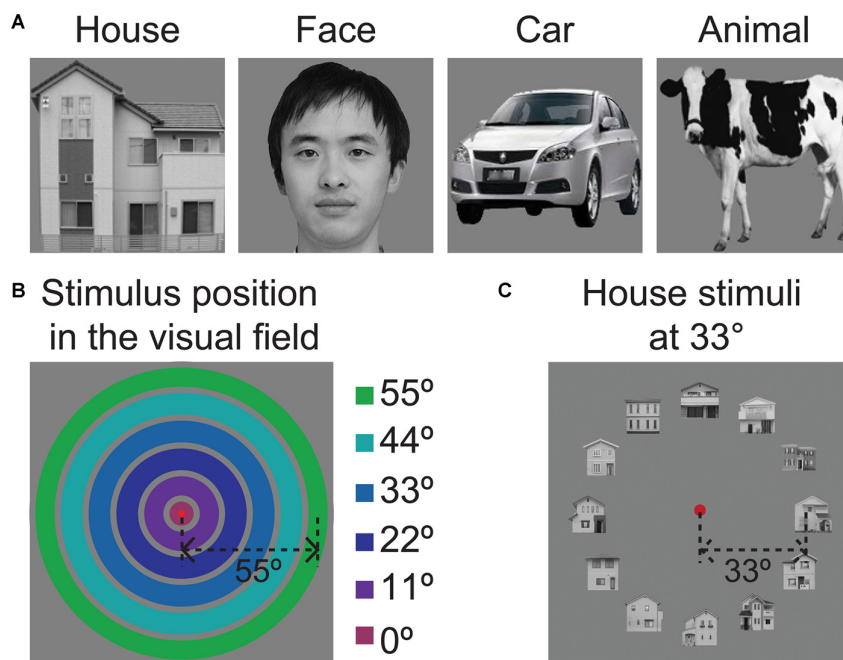 A
House
Face
Car
Animal
B
Stimulus position
in the visual field
55º
44º
33º
22º
11º
0º
55º
C
House stimuli
at 33°
33º